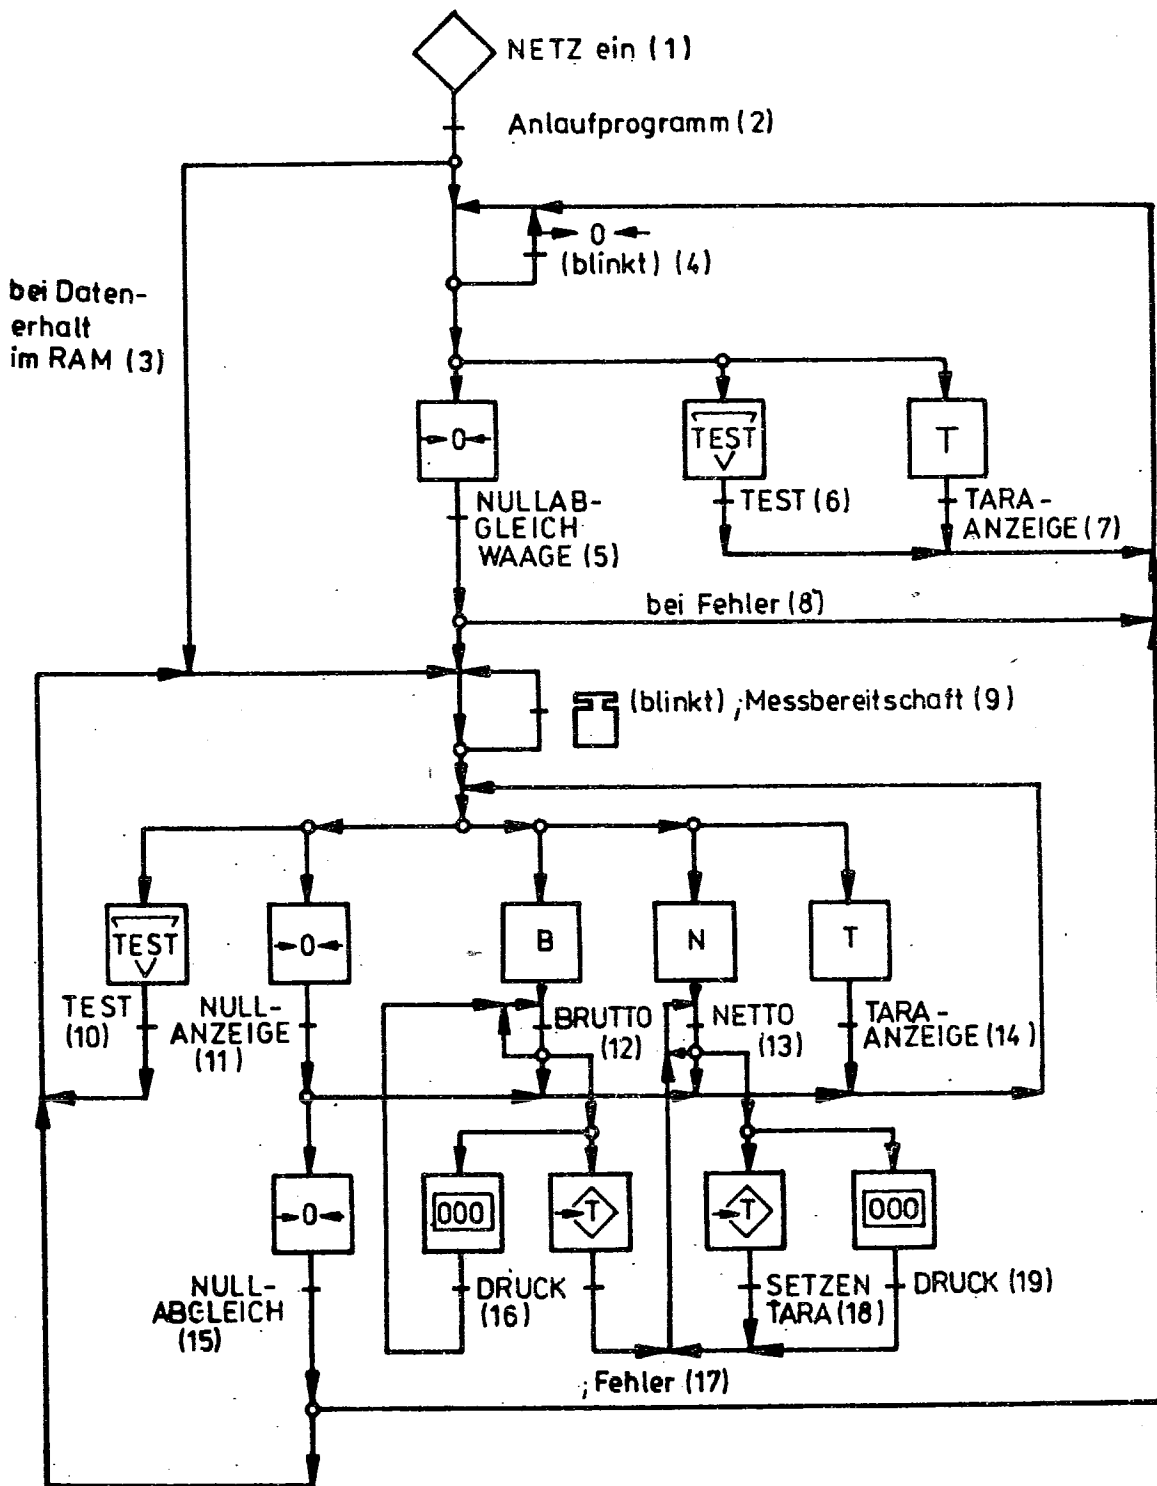 NETZ ein (1)
Anlaufprogramm (2)
→ 0 ←
(blinkt) (4)
bei Daten-
erhalt
im RAM (3)
→0←
TEST
T
NULLAB-
GLEICH
WAAGE (5)
TEST (6)
TARA-
ANZEIGE (7)
bei Fehler (8)
(blinkt) ; Messbereitschaft (9)
TEST
→0←
B
N
T
TEST
(10)
NULL-
ANZEIGE
(11)
BRUTTO
(12)
NETTO
(13)
TARA-
ANZEIGE (14)
→0←
000
→T
→T
000
NULL-
ABGLEICH
(15)
DRUCK
(16)
SETZEN
TARA (18)
DRUCK (19)
; Fehler (17)